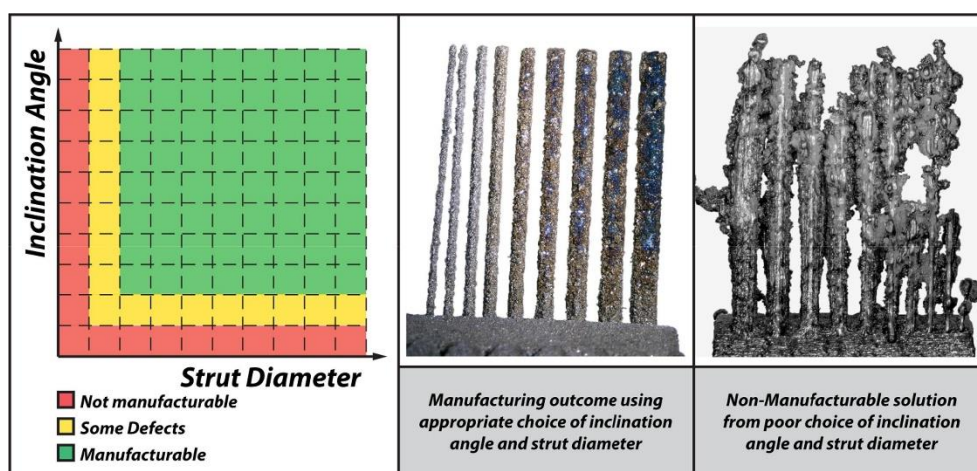 Inclination Angle
Strut Diameter
Not manufacturable
Some Defects
Manufacturable
Manufacturing outcome using
appropriate choice of inclination
angle and strut diameter
Non-Manufacturable solution
from poor choice of inclination
angle and strut diameter